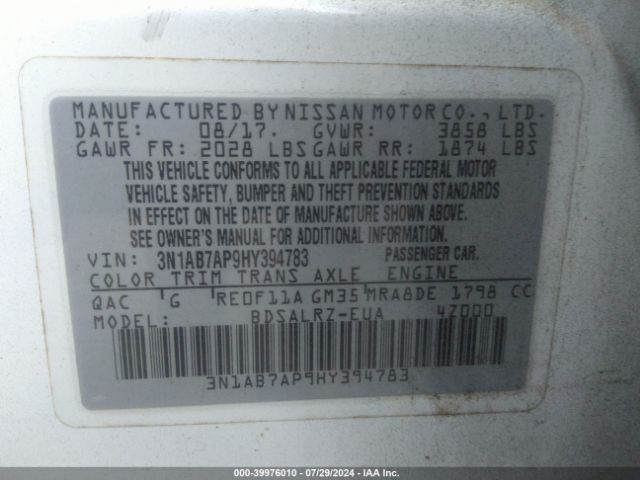 MANUFACTURED BY NISSAN MOTOR CO., LTD.
DATE: 08/17. GVWR: 3858 LBS
GAWR FR: 2028 LBS GAWR RR: 1874 LBS
THIS VEHICLE CONFORMS TO ALL APPLICABLE FEDERAL MOTOR
VEHICLE SAFETY, BUMPER AND THEFT PREVENTION STANDARDS
IN EFFECT ON THE DATE OF MANUFACTURE SHOWN ABOVE.
SEE OWNER'S MANUAL FOR ADDITIONAL INFORMATION.
VIN: 3N1AB7AP9HY394783 PASSENGER CAR.
COLOR TRIM TRANS AXLE ENGINE
QAC G RE0F11A GM35 MRA8DE 1798 CC
MODEL: BDSALRZ-EUA 4Z000
3N1AB7AP9HY394783
000-39976010 - 07/29/2024 - IAA Inc.